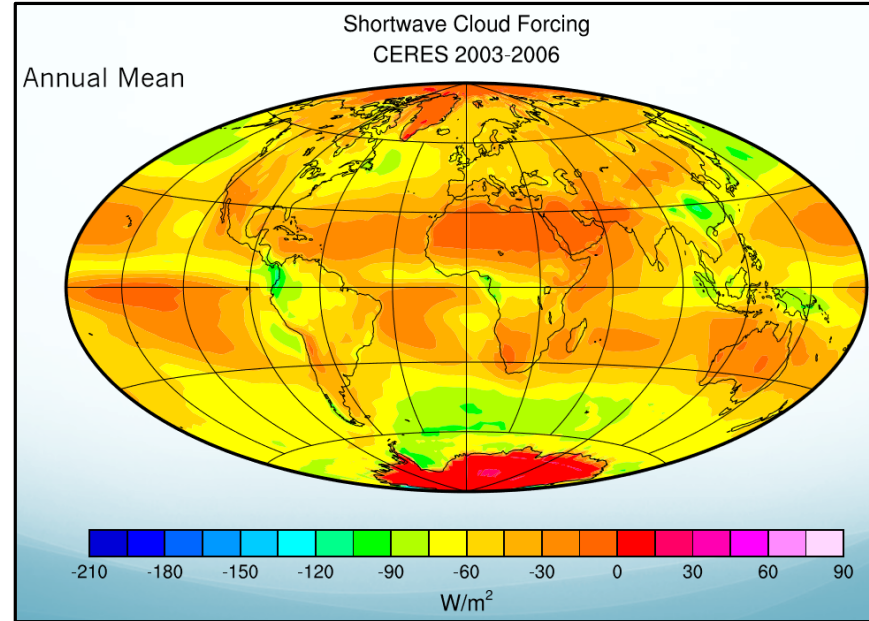 Shortwave Cloud Forcing
CERES 2003-2006
Annual Mean
-210 -180 -150 -120 -90 -60 -30 0 30 60 90
W/m²